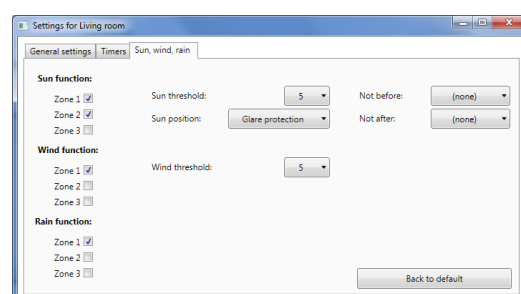 Settings for Living room
General settings Timers Sun, wind, rain
Sun function:
Zone 1 Sun threshold: 5 Not before: (none)
Zone 2 Sun position: Glare protection Not after: (none)
Zone 3
Wind function:
Zone 1 Wind threshold: 5
Zone 2
Zone 3
Rain function:
Zone 1
Zone 2
Zone 3 Back to default